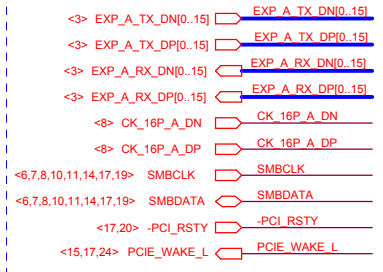 <3> EXP_A_TX_DN[0..15] EXP_A_TX_DN[0..15]
<3> EXP_A_TX_DP[0..15] EXP_A_TX_DP[0..15]
<3> EXP_A_RX_DN[0..15] EXP_A_RX_DN[0..15]
<3> EXP_A_RX_DP[0..15] EXP_A_RX_DP[0..15]
<8> CK_16P_A_DN CK_16P_A_DN
<8> CK_16P_A_DP CK_16P_A_DP
<6,7,8,10,11,14,17,19> SMBCLK SMBCLK
<6,7,8,10,11,14,17,19> SMBDATA SMBDATA
<17,20> -PCI_RSTY -PCI_RSTY
<15,17,24> PCIE_WAKE_L PCIE_WAKE_L